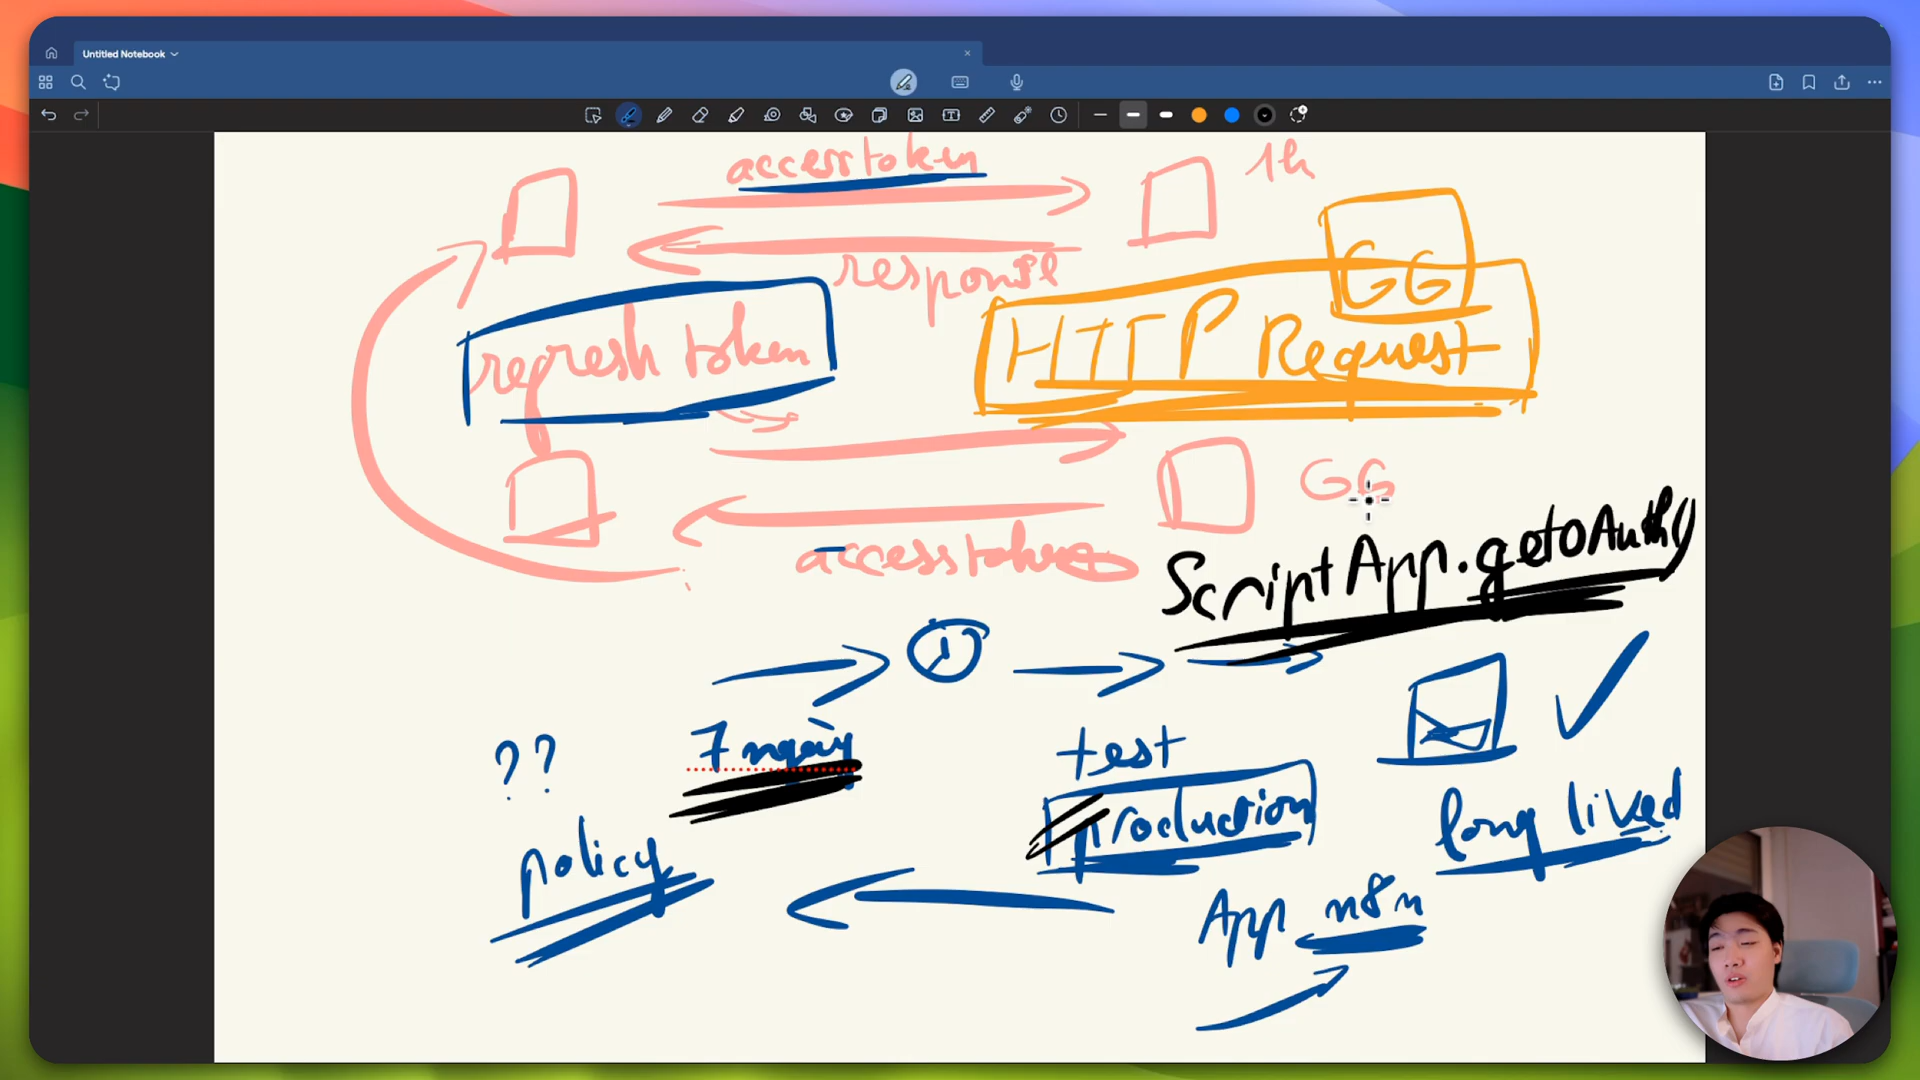 Untitled Notebook
access token
1h
response
GG
HTTP Request
refresh token
GG
access token
ScriptApp.getoAuth()
1
7 ngày
??
test
production
long lived
policy
App n8n